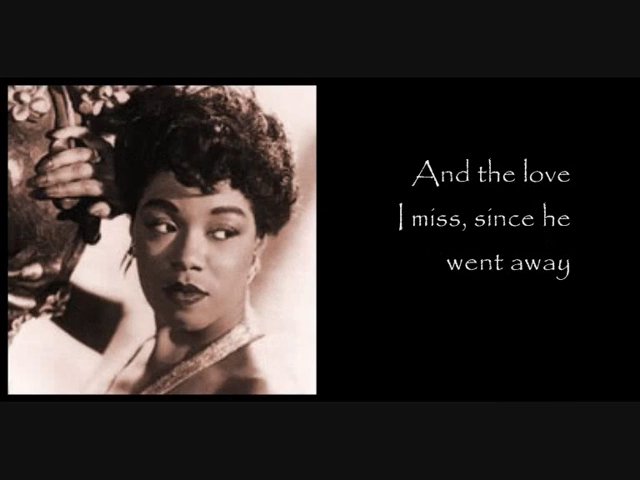 And the love
I miss, since he
went away